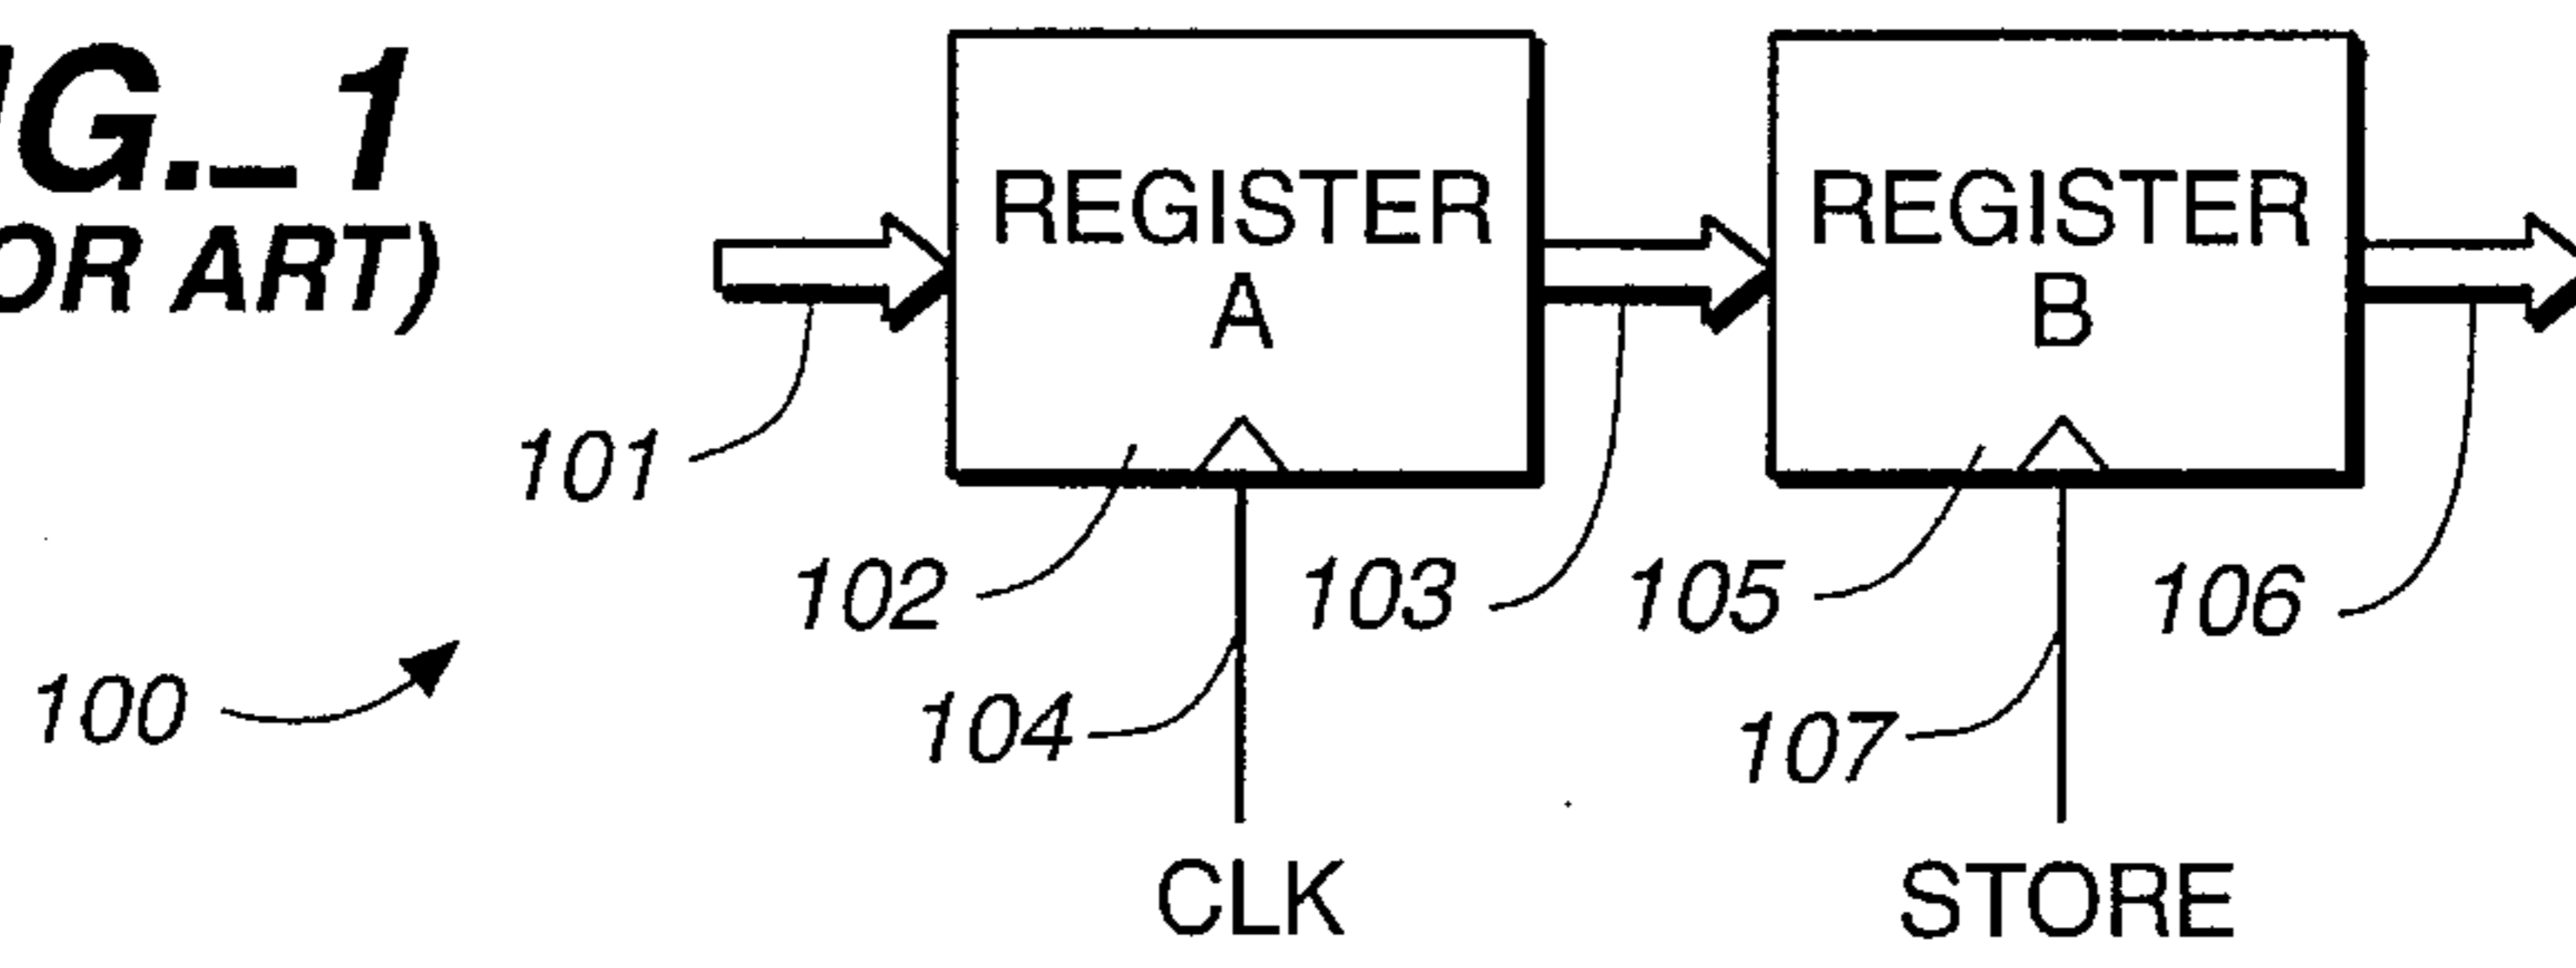 IG._1
OR ART)
REGISTER
A
REGISTER
B
101
102
103
105
106
100
104
107
CLK
STORE